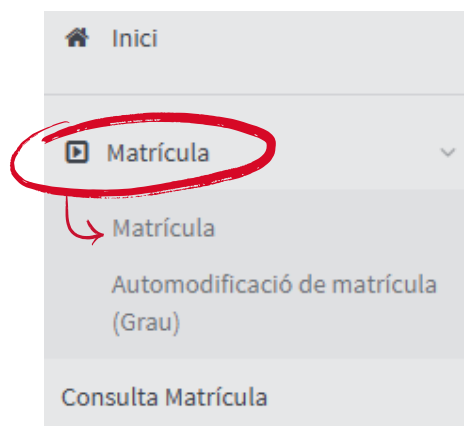 Inici
Matrícula
Matrícula
Automodificació de matrícula
(Grau)
Consulta Matrícula